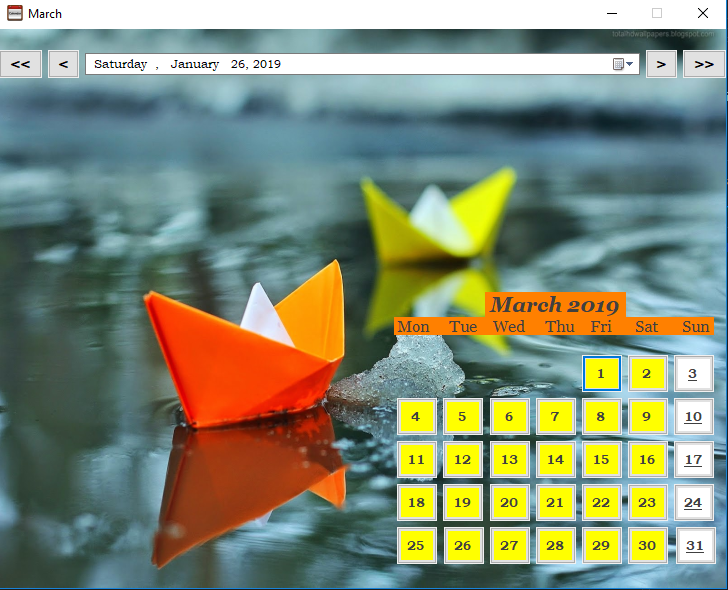 March
totalhdwallpapers.blogspot.com
<< < Saturday , January 26, 2019 > >>
March 2019
Mon Tue Wed Thu Fri Sat Sun
1 2 3
4 5 6 7 8 9 10
11 12 13 14 15 16 17
18 19 20 21 22 23 24
25 26 27 28 29 30 31